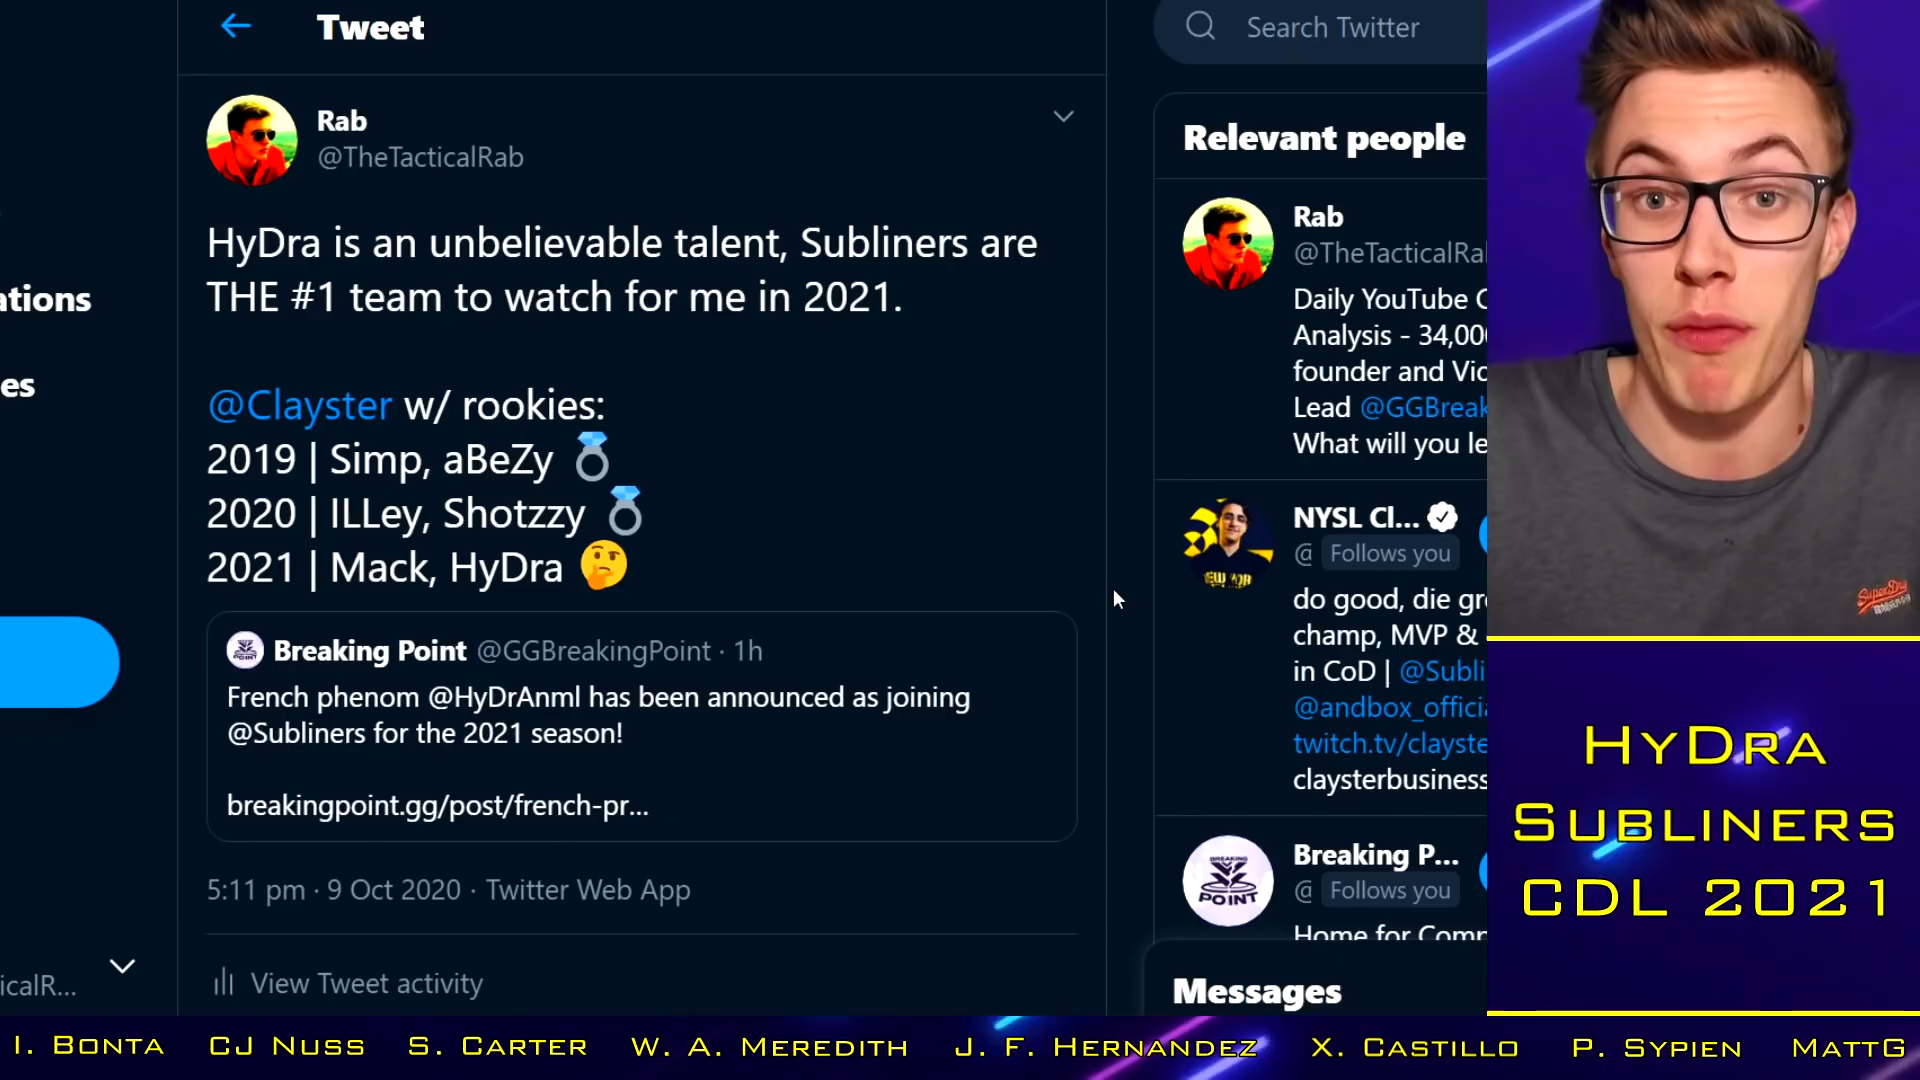 Tweet
Search Twitter
Rab
@TheTacticalRab
HyDra is an unbelievable talent, Subliners are
THE #1 team to watch for me in 2021.
@Clayster w/ rookies:
2019 | Simp, aBeZy 💍
2020 | ILLey, Shotzzy 💍
2021 | Mack, HyDra 🤔
Breaking Point @GGBreakingPoint · 1h
French phenom @HyDrAnml has been announced as joining
@Subliners for the 2021 season!
breakingpoint.gg/post/french-pr...
5:11 pm · 9 Oct 2020 · Twitter Web App
View Tweet activity
ations
es
icalR...
Relevant people
Rab
@TheTacticalRa
Daily YouTube C
Analysis - 34,00
founder and Vic
Lead @GGBreak
What will you le
NYSL Cl...
@ Follows you
do good, die gr
champ, MVP &
in CoD | @Subli
@andbox_offici
twitch.tv/clayste
claysterbusiness
Breaking P...
@ Follows you
BREAKING
POINT
Home for Comp
Messages
SuperDry
HyDra
Subliners
CDL 2021
I. Bonta CJ Nuss S. Carter W. A. Meredith J. F. Hernandez X. Castillo P. Sypien MattG